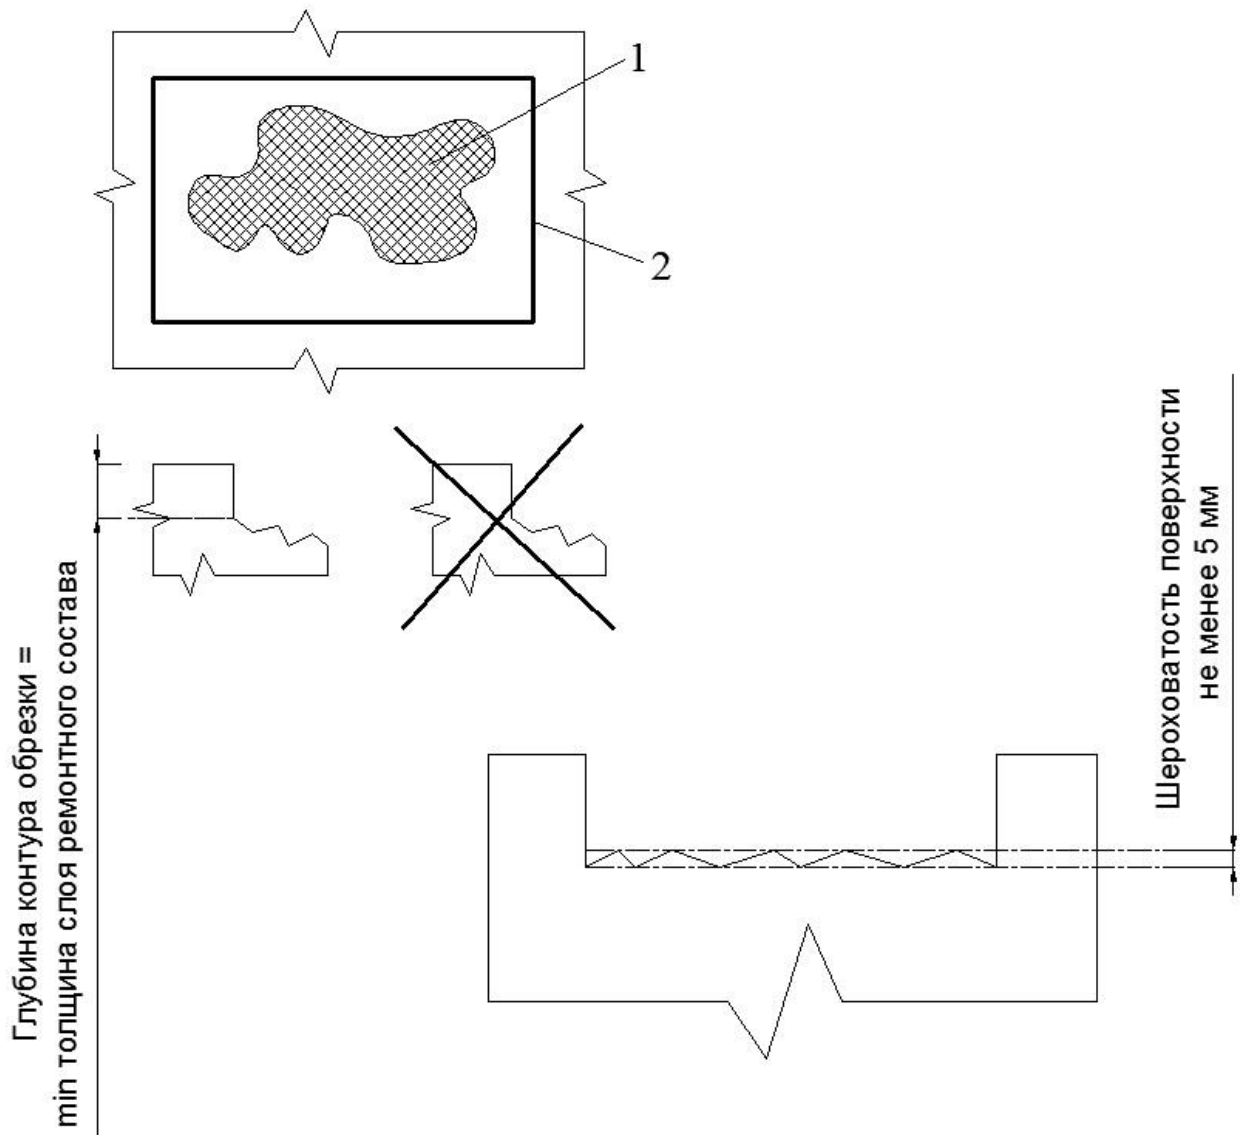 1
2
Глубина контура обрезки =
min толщина слоя ремонтного состава
Шероховатость поверхности
не менее 5 мм